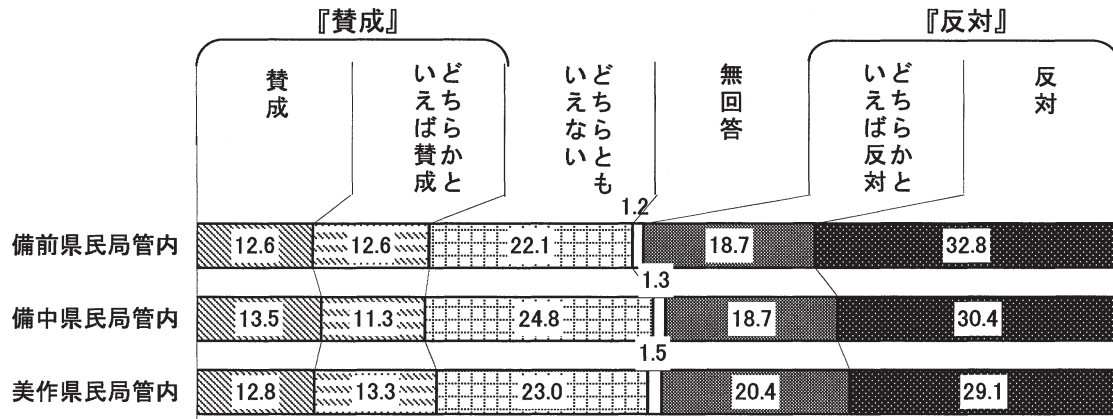 『賛成』
『反対』
賛成
どちらかと
いえば賛成
どちらとも
いえない
無回答
どちらかと
いえば反対
反対
1.2
備前県民局管内 12.6 12.6 22.1 18.7 32.8
1.3
備中県民局管内 13.5 11.3 24.8 18.7 30.4
1.5
美作県民局管内 12.8 13.3 23.0 20.4 29.1